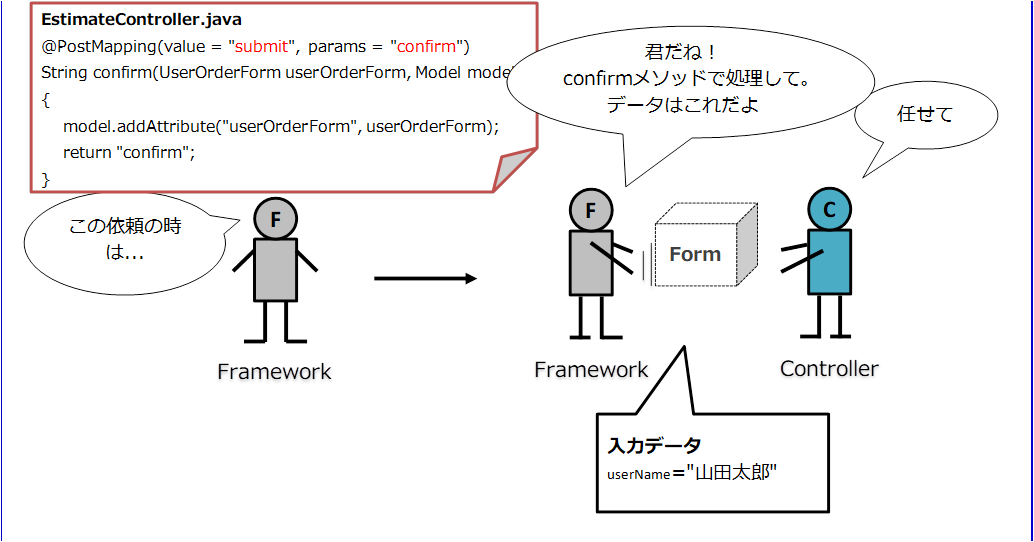 EstimateController.java
@PostMapping(value = "submit", params = "confirm")
String confirm(UserOrderForm userOrderForm, Model model
{
model.addAttribute("userOrderForm", userOrderForm);
return "confirm";
}
君だね！
confirmメソッドで処理して。
データはこれだよ
任せて
この依頼の時
は...
F
F
Form
C
Framework
Framework
Controller
入力データ
userName="山田太郎"